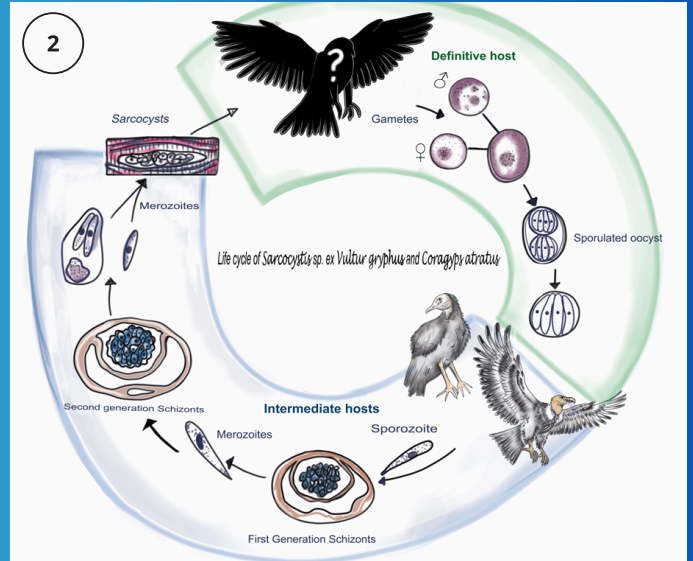 2
?
Definitive host
♂
Gametes
♀
Sarcocysts
Merozoites
Sporulated oocyst
Life cycle of Sarcocystis sp. ex Vultur gryphus and Coragyps atratus
Second generation Schizonts
Intermediate hosts
Merozoites
Sporozoite
First Generation Schizonts